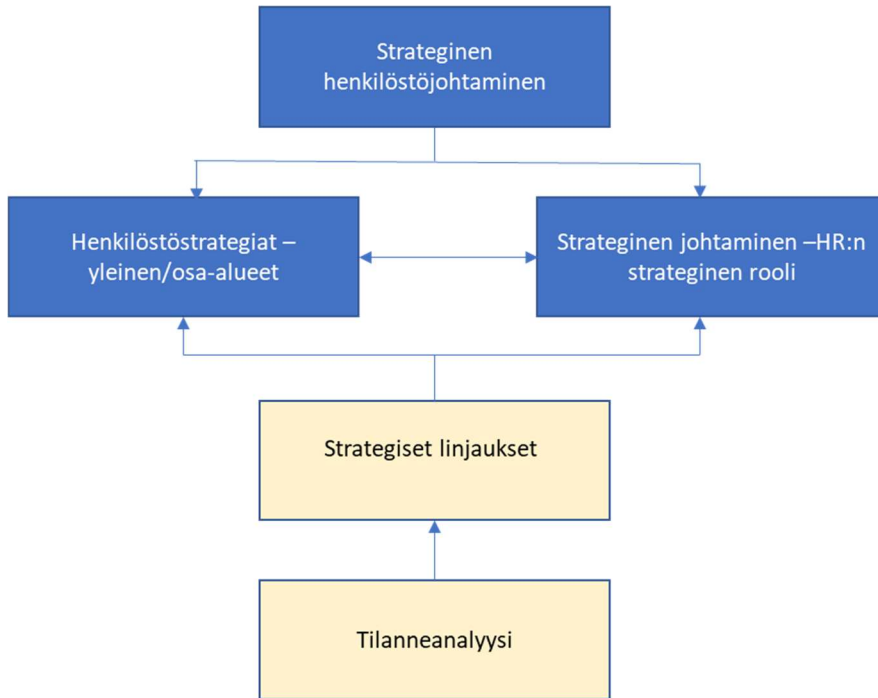 Strateginen
henkilöstöjohtaminen
Henkilöstöstrategiat –
yleinen/osa-alueet
Strateginen johtaminen –HR:n
strateginen rooli
Strategiset linjaukset
Tilanneanalyysi